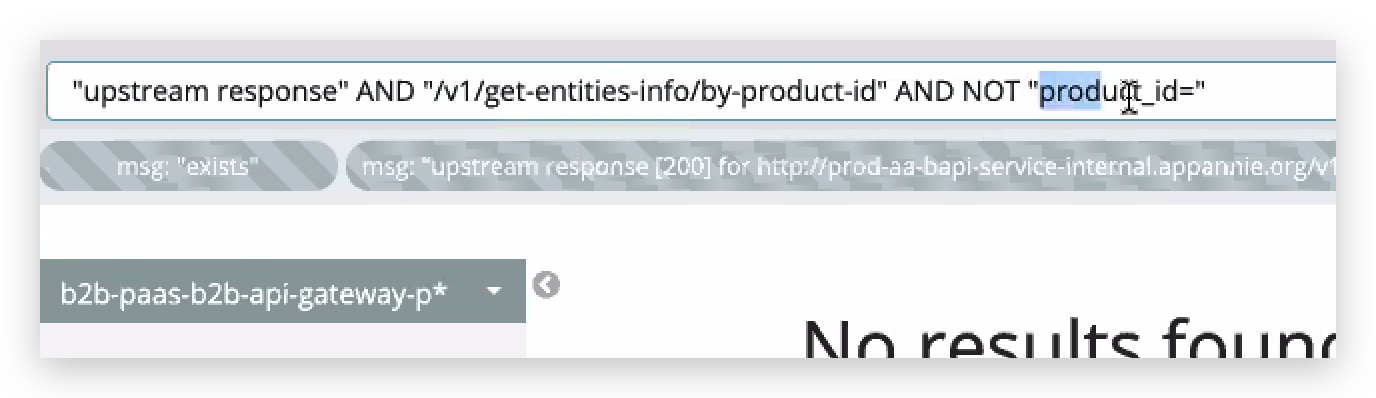 "upstream response" AND "/v1/get-entities-info/by-product-id" AND NOT "product_id="
msg: "exists" msg: "upstream response [200] for http://prod-aa-bapi-service-internal.appannie.org/v1
b2b-paas-b2b-api-gateway-p*
No results found